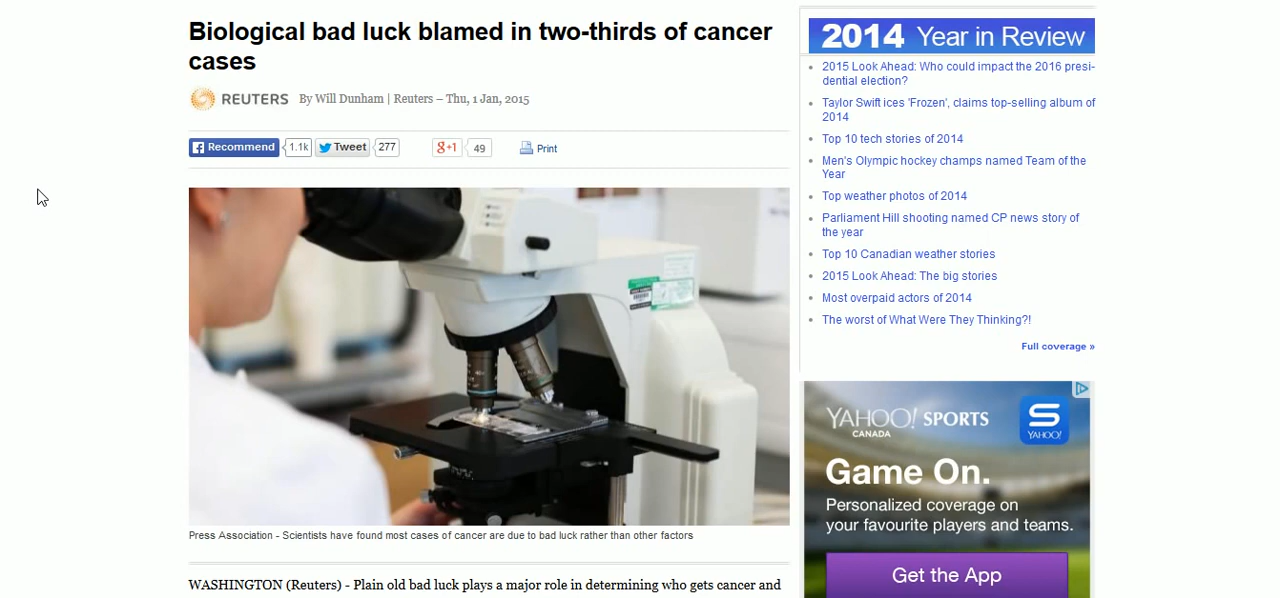 Biological bad luck blamed in two-thirds of cancer
cases
REUTERS By Will Dunham | Reuters – Thu, 1 Jan, 2015
Recommend 1.1k Tweet 277 g+1 49 Print
Press Association - Scientists have found most cases of cancer are due to bad luck rather than other factors
WASHINGTON (Reuters) - Plain old bad luck plays a major role in determining who gets cancer and
2014 Year in Review
2015 Look Ahead: Who could impact the 2016 presi-
dential election?
Taylor Swift ices 'Frozen', claims top-selling album of
2014
Top 10 tech stories of 2014
Men's Olympic hockey champs named Team of the
Year
Top weather photos of 2014
Parliament Hill shooting named CP news story of
the year
Top 10 Canadian weather stories
2015 Look Ahead: The big stories
Most overpaid actors of 2014
The worst of What Were They Thinking?!
Full coverage »
YAHOO! SPORTS
CANADA
S
YAHOO!
Game On.
Personalized coverage on
your favourite players and teams.
Get the App